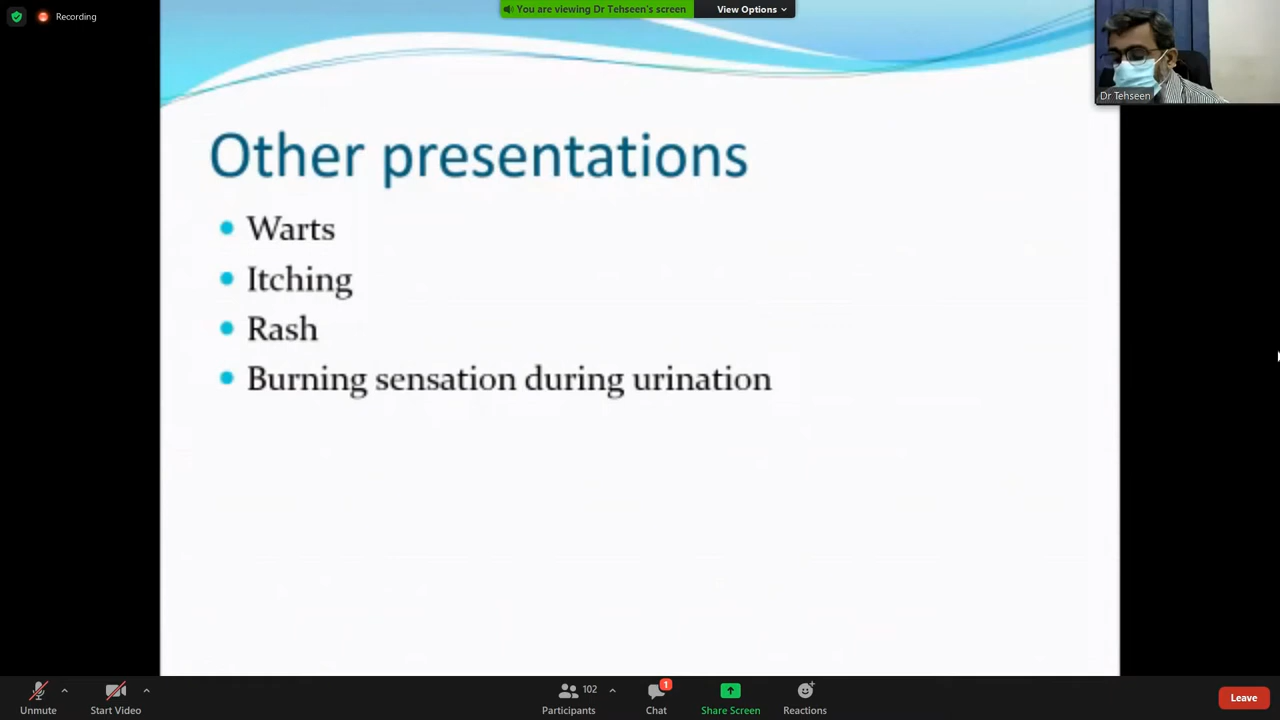 Recording
You are viewing Dr Tehseen's screen
View Options
Dr Tehseen
Other presentations
Warts
Itching
Rash
Burning sensation during urination
Unmute
Start Video
102
Participants
1
Chat
Share Screen
Reactions
Leave